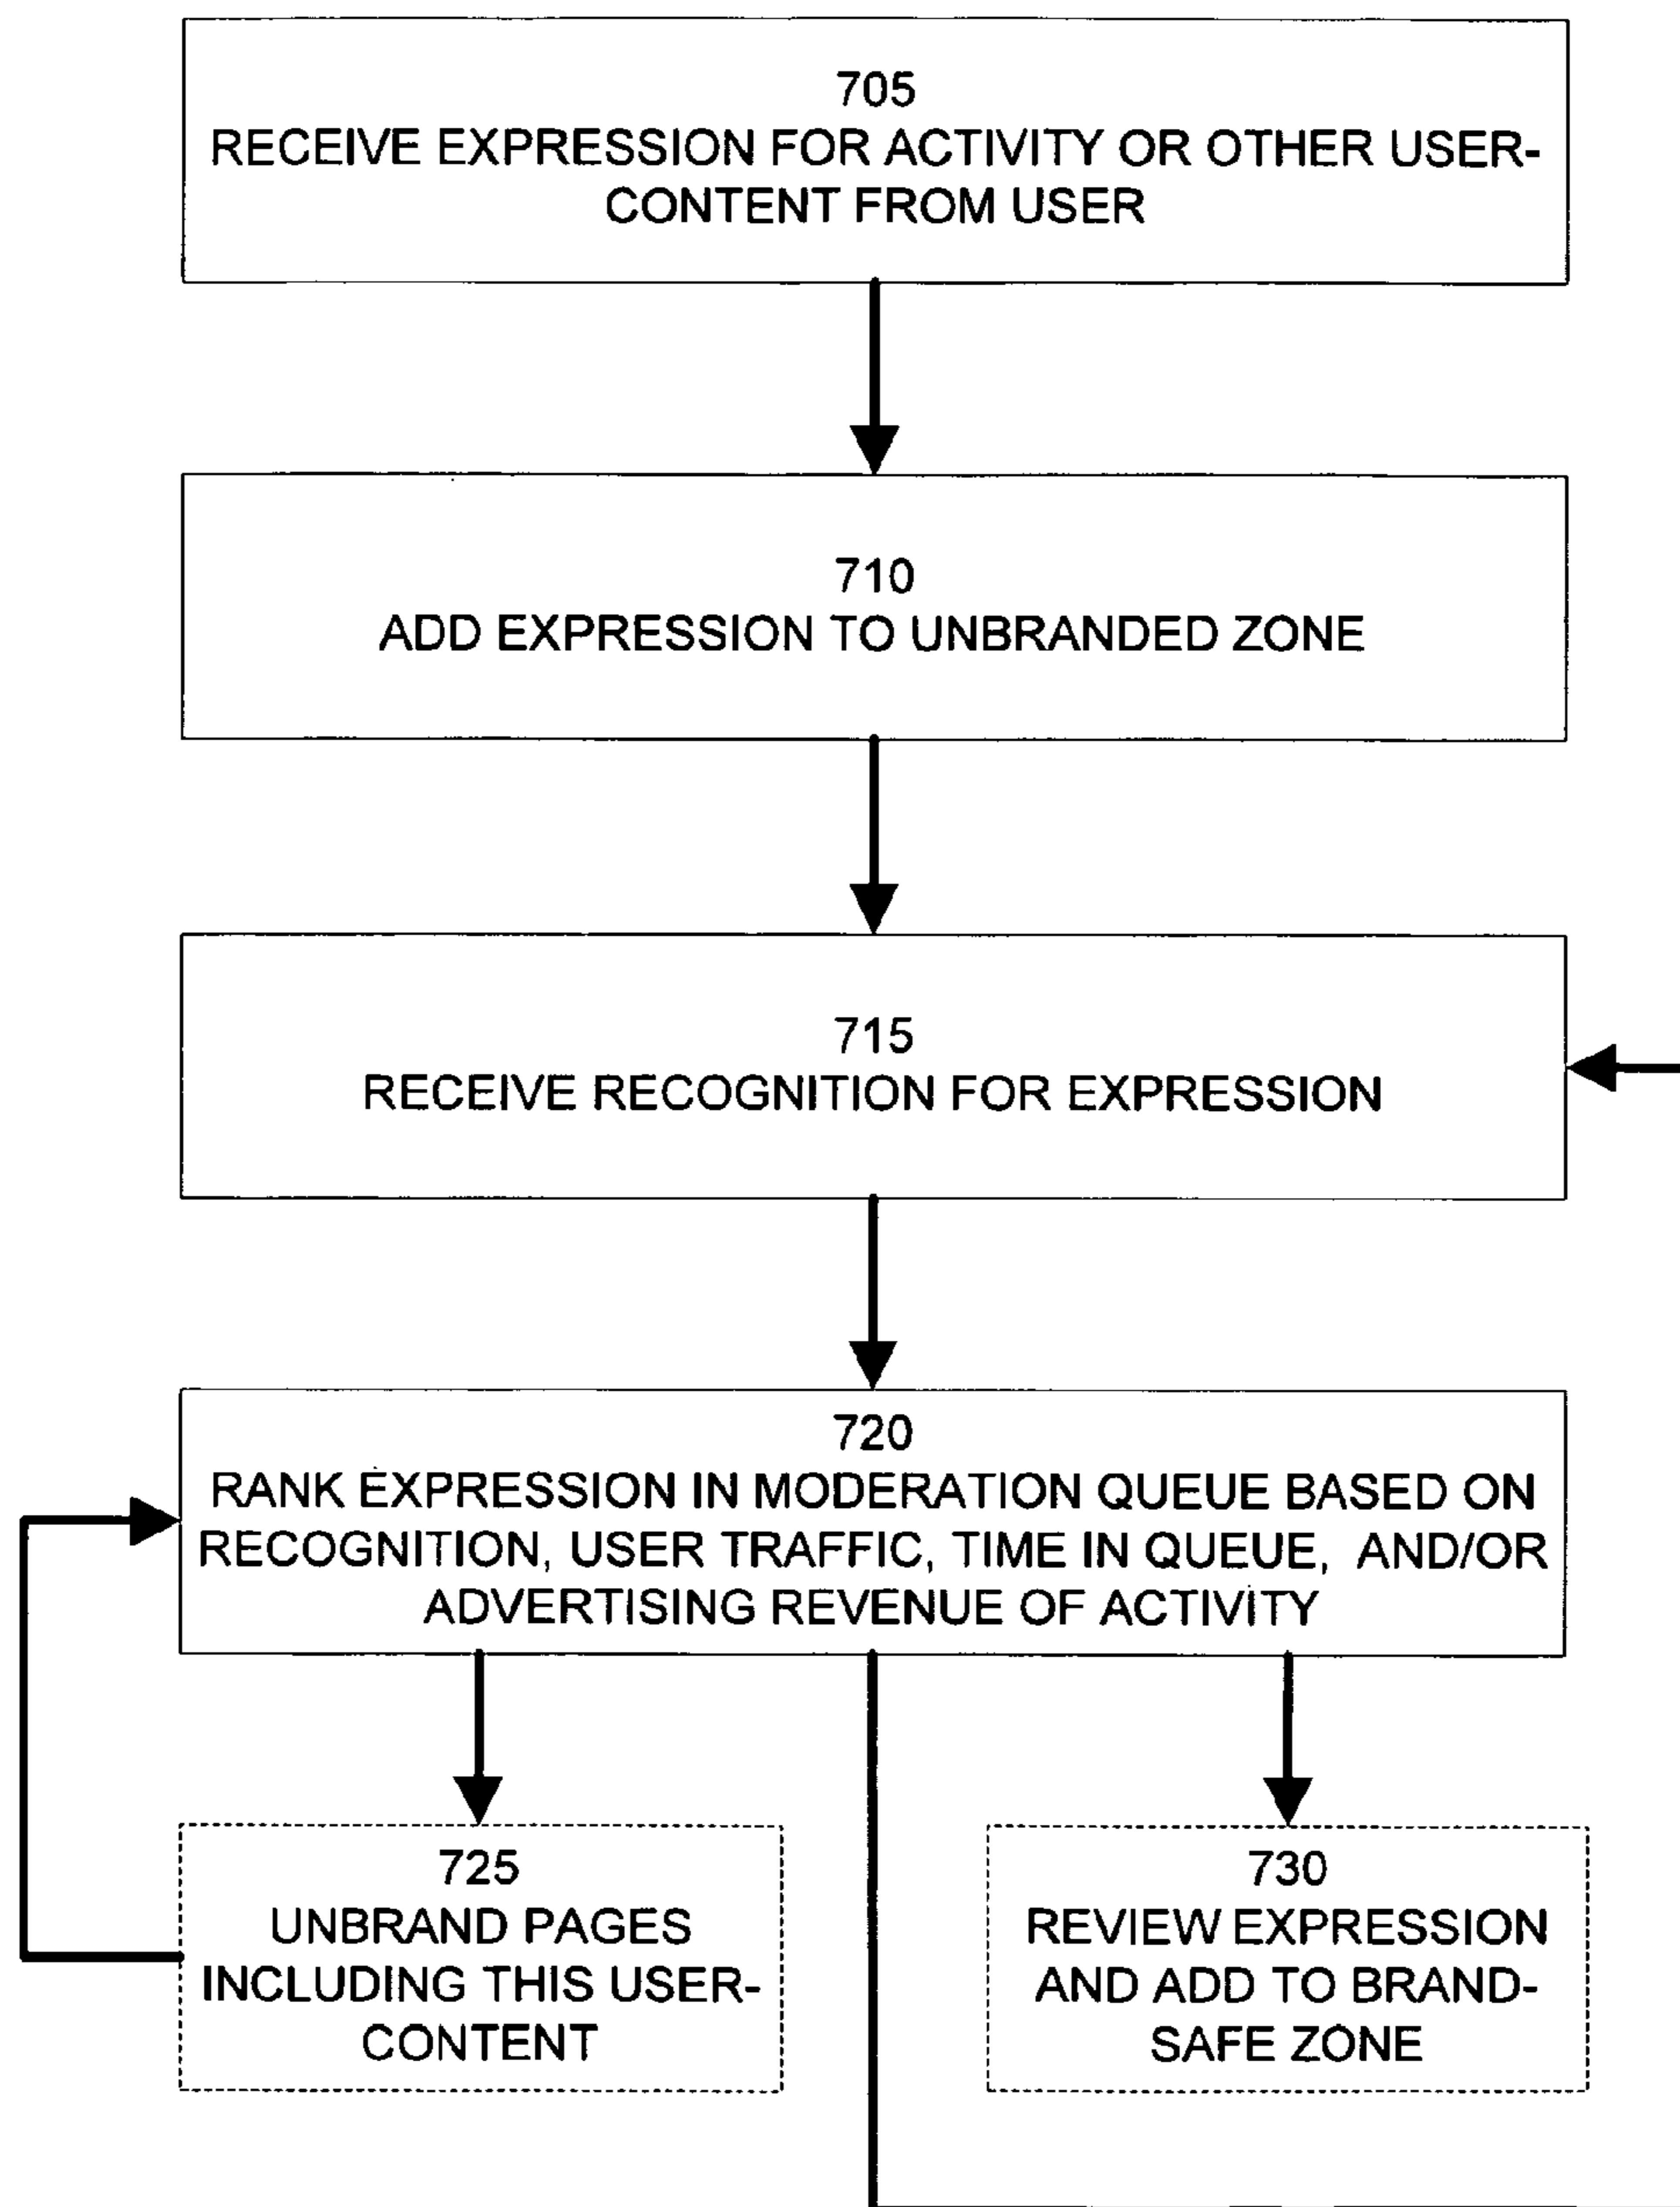 705
RECEIVE EXPRESSION FOR ACTIVITY OR OTHER USER-
CONTENT FROM USER
710
ADD EXPRESSION TO UNBRANDED ZONE
715
RECEIVE RECOGNITION FOR EXPRESSION
720
RANK EXPRESSION IN MODERATION QUEUE BASED ON
RECOGNITION, USER TRAFFIC, TIME IN QUEUE, AND/OR
ADVERTISING REVENUE OF ACTIVITY
725
UNBRAND PAGES
INCLUDING THIS USER-
CONTENT
730
REVIEW EXPRESSION
AND ADD TO BRAND-
SAFE ZONE